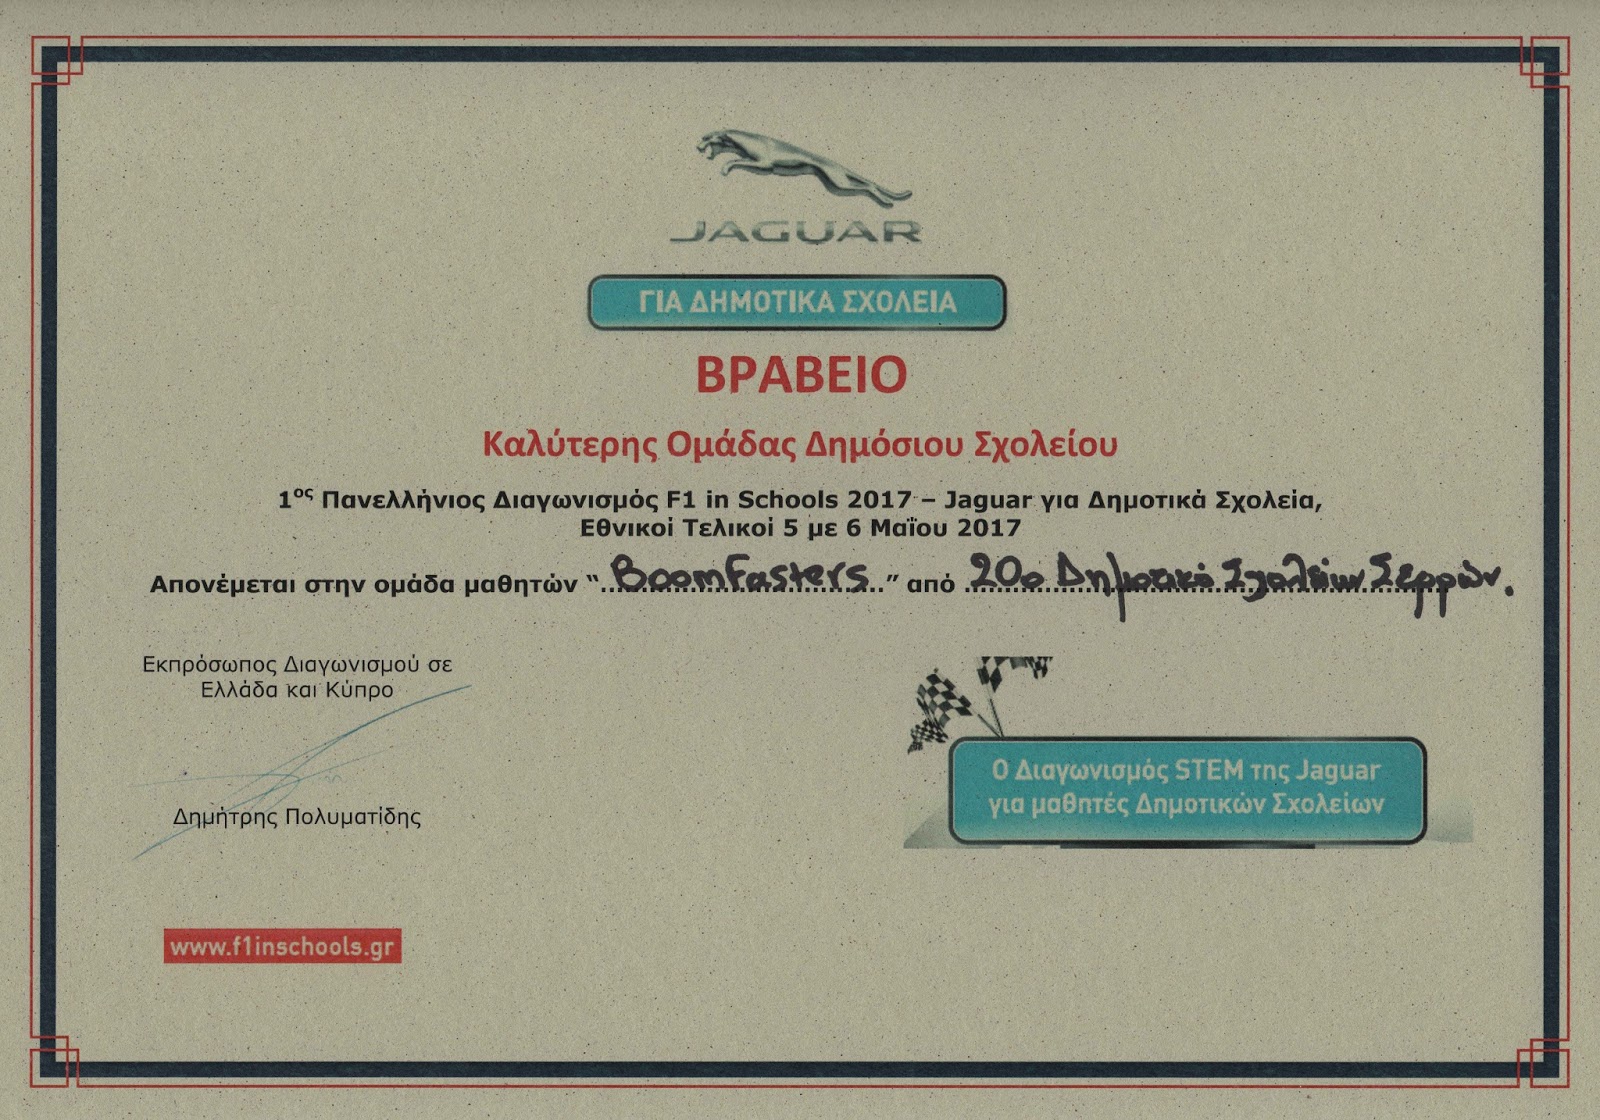 JAGUAR
ΓΙΑ ΔΗΜΟΤΙΚΑ ΣΧΟΛΕΙΑ
ΒΡΑΒΕΙΟ
Καλύτερης Ομάδας Δημόσιου Σχολείου
1ος Πανελλήνιος Διαγωνισμός F1 in Schools 2017 – Jaguar για Δημοτικά Σχολεία,
Εθνικοί Τελικοί 5 με 6 Μαΐου 2017
Απονέμεται στην ομάδα μαθητών “ BoomFasters ” από 20ο Δημοτικό Σχολείων Σερρών.
Εκπρόσωπος Διαγωνισμού σε
Ελλάδα και Κύπρο
Δημήτρης Πολυματίδης
Ο Διαγωνισμός STEM της Jaguar
για μαθητές Δημοτικών Σχολείων
www.f1inschools.gr